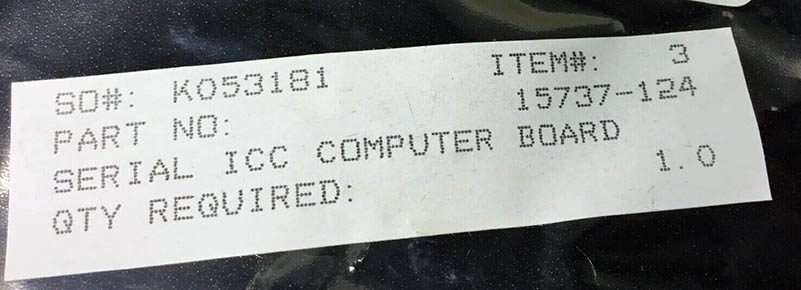 SO#: K053181 ITEM#: 3
PART NO: 15737-124
SERIAL ICC COMPUTER BOARD
QTY REQUIRED: 1.0